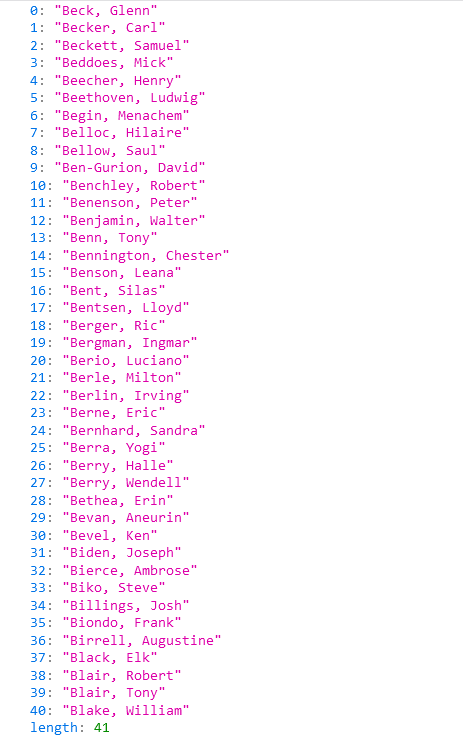 0: "Beck, Glenn"
1: "Becker, Carl"
2: "Beckett, Samuel"
3: "Beddoes, Mick"
4: "Beecher, Henry"
5: "Beethoven, Ludwig"
6: "Begin, Menachem"
7: "Belloc, Hilaire"
8: "Bellow, Saul"
9: "Ben-Gurion, David"
10: "Benchley, Robert"
11: "Benenson, Peter"
12: "Benjamin, Walter"
13: "Benn, Tony"
14: "Bennington, Chester"
15: "Benson, Leana"
16: "Bent, Silas"
17: "Bentsen, Lloyd"
18: "Berger, Ric"
19: "Bergman, Ingmar"
20: "Berio, Luciano"
21: "Berle, Milton"
22: "Berlin, Irving"
23: "Berne, Eric"
24: "Bernhard, Sandra"
25: "Berra, Yogi"
26: "Berry, Halle"
27: "Berry, Wendell"
28: "Bethea, Erin"
29: "Bevan, Aneurin"
30: "Bevel, Ken"
31: "Biden, Joseph"
32: "Bierce, Ambrose"
33: "Biko, Steve"
34: "Billings, Josh"
35: "Biondo, Frank"
36: "Birrell, Augustine"
37: "Black, Elk"
38: "Blair, Robert"
39: "Blair, Tony"
40: "Blake, William"
length: 41